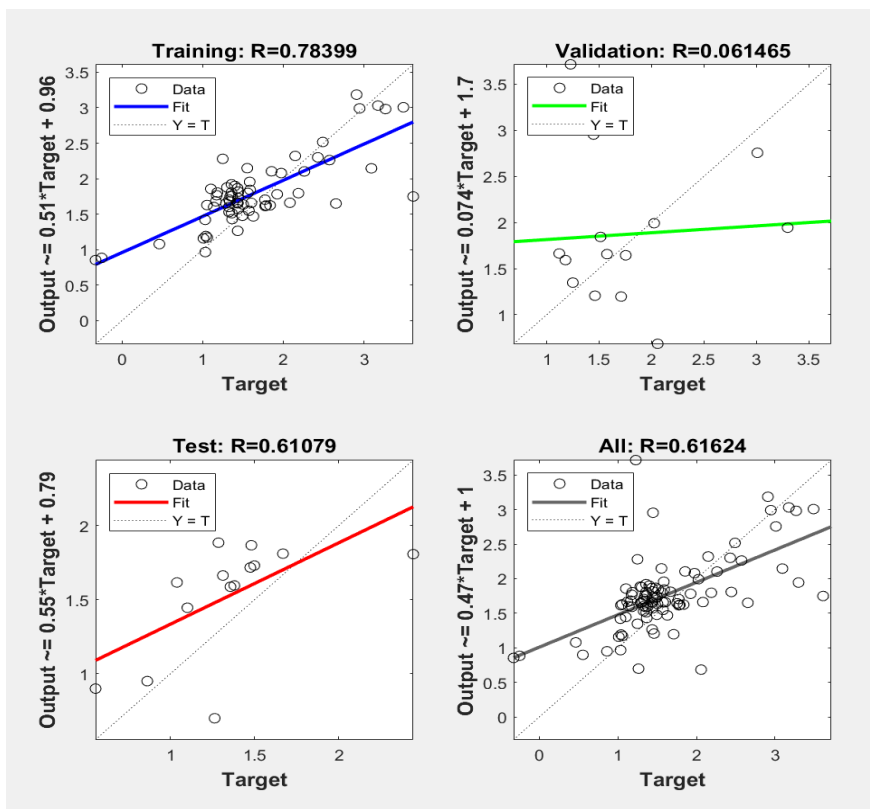 Training: R=0.78399
Output ~= 0.51*Target + 0.96
3.5
3
2.5
2
1.5
1
0.5
0
Data
Fit
Y = T
0
1
2
3
Target
Validation: R=0.061465
Output ~= 0.074*Target + 1.7
3.5
3
2.5
2
1.5
1
Data
Fit
Y = T
1
1.5
2
2.5
3
3.5
Target
Test: R=0.61079
Output ~= 0.55*Target + 0.79
2
1.5
1
Data
Fit
Y = T
1
1.5
2
Target
All: R=0.61624
Output ~= 0.47*Target + 1
3.5
3
2.5
2
1.5
1
0.5
0
Data
Fit
Y = T
0
1
2
3
Target